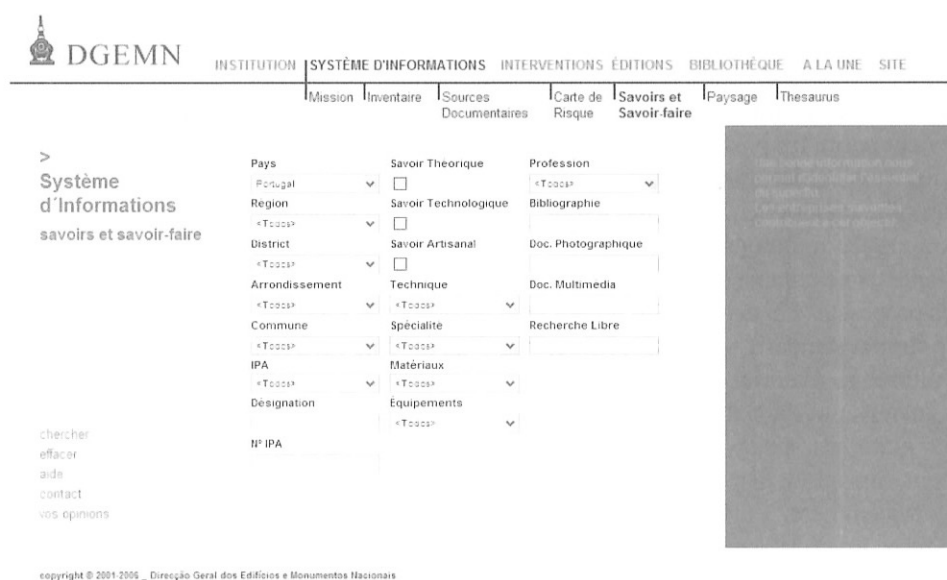 DGEMN
INSTITUTION SYSTÈME D'INFORMATIONS INTERVENTIONS ÉDITIONS BIBLIOTHÈQUE A LA UNE SITE
Mission Inventaire Sources Documentaires Carte de Risque Savoirs et Savoir-faire Paysage Thesaurus
>
Système
d´Informations
savoirs et savoir-faire
Pays Savoir Théorique Profession
Portugal <Todos>
Région Savoir Technologique Bibliographie
<Todos>
District Savoir Artisanal Doc. Photographique
<Todos>
Arrondissement Technique Doc. Multimedia
<Todos> <Todos>
Commune Spécialité Recherche Libre
<Todos> <Todos>
IPA Matériaux
<Todos> <Todos>
Désignation Équipements
<Todos>
Nº IPA
chercher
effacer
aide
contact
vos opinions
copyright © 2001-2006 _ Direcção Geral dos Edifícios e Monumentos Nacionais